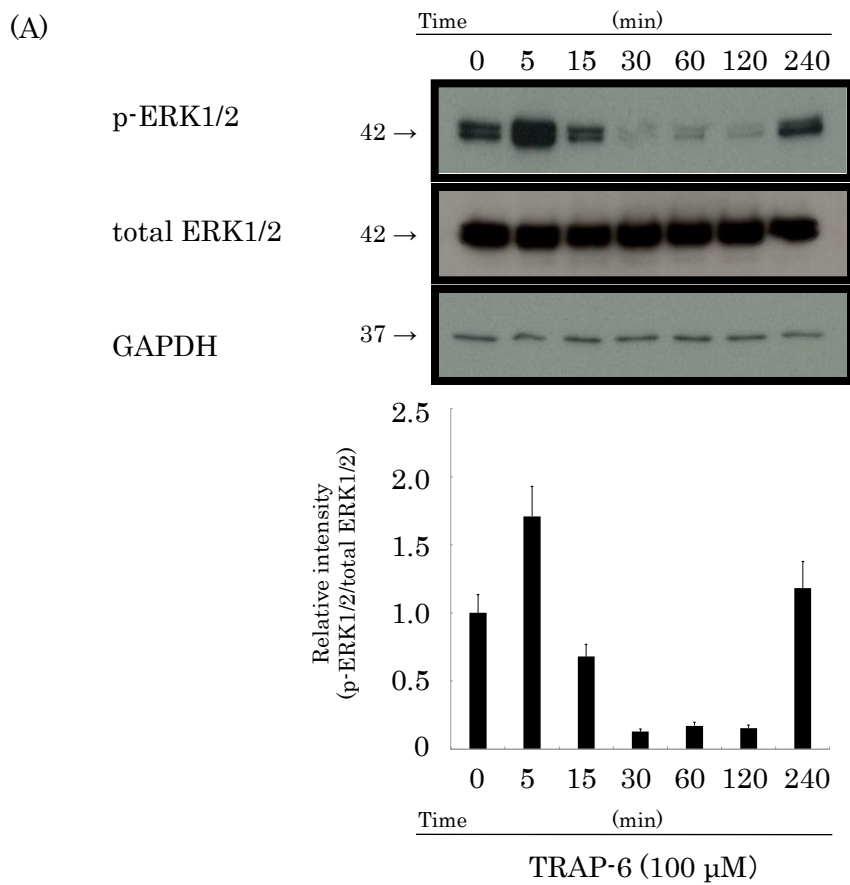 (A)
Time (min)
0 5 15 30 60 120 240
p-ERK1/2 42 →
total ERK1/2 42 →
GAPDH 37 →
Relative intensity
(p-ERK1/2/total ERK1/2)
2.5
2.0
1.5
1.0
0.5
0
0 5 15 30 60 120 240
Time (min)
TRAP-6 (100 μM)